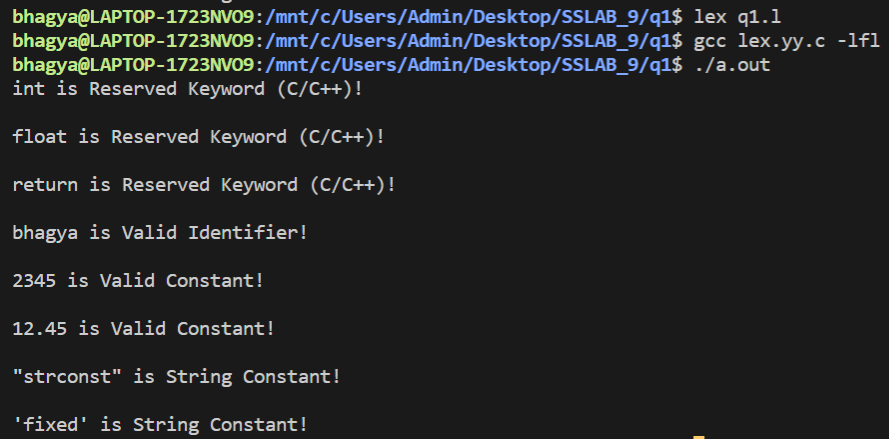 bhagya@LAPTOP-1723NVO9:/mnt/c/Users/Admin/Desktop/SSLAB_9/q1$ lex q1.l
bhagya@LAPTOP-1723NVO9:/mnt/c/Users/Admin/Desktop/SSLAB_9/q1$ gcc lex.yy.c -lfl
bhagya@LAPTOP-1723NVO9:/mnt/c/Users/Admin/Desktop/SSLAB_9/q1$ ./a.out
int is Reserved Keyword (C/C++)!
float is Reserved Keyword (C/C++)!
return is Reserved Keyword (C/C++)!
bhagya is Valid Identifier!
2345 is Valid Constant!
12.45 is Valid Constant!
"strconst" is String Constant!
'fixed' is String Constant!